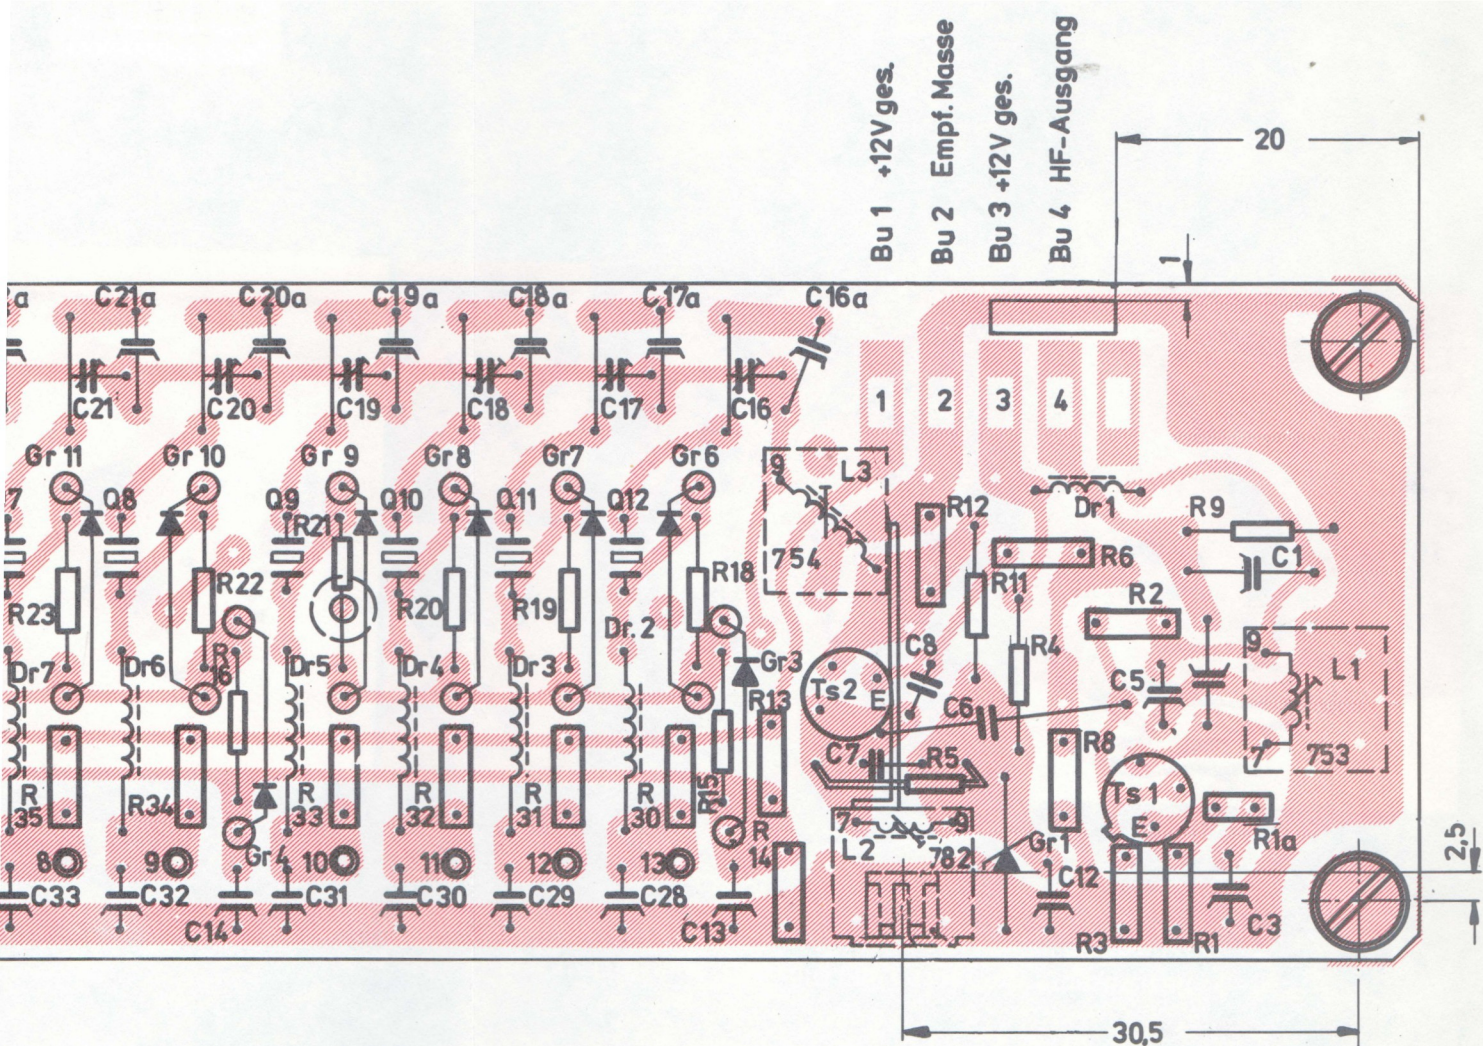 Bu 1 +12V ges.
Bu 2 Empf. Masse
Bu 3 +12V ges.
Bu 4 HF-Ausgang
20
1
a C21a C20a C19a C18a C17a C16a
C21 C20 C19 C18 C17 C16
1 2 3 4
Gr 11 Gr 10 Gr 9 Gr 8 Gr7 Gr6
9 L3
7 Q8 Q9 Q10 Q11 Q12
R21
R12 Dr1 R9
754
R6 C1
R23 R22 R20 R19 R18 R11
R2
Dr. 2
Dr7 Dr6 R 16 Dr5 Dr4 Dr3 Gr3 C8 R4
9 L1
Ts2 E C5
R13 C6
C7 R5 R8 7 753
R15
Ts1 E
R 35 R34 R 33 R 32 R 31 R 30 R 14
7 9
L2 782 Gr1 R1a
2,5
8 9 Gr4 10 11 12 13
C33 C32 C31 C30 C29 C28 C12
C14 C13 R3 R1 C3
30,5